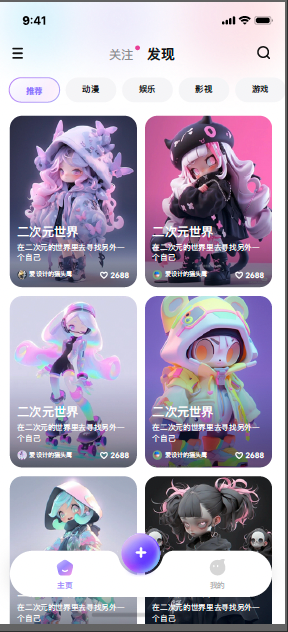 9:41
关注 发现
推荐 动漫 娱乐 影视 游戏
二次元世界
在二次元的世界里去寻找另外一
个自己
爱设计的猫头鹰 2688
二次元世界
在二次元的世界里去寻找另外一
个自己
爱设计的猫头鹰 2688
二次元世界
在二次元的世界里去寻找另外一
个自己
爱设计的猫头鹰 2688
二次元世界
在二次元的世界里去寻找另外一
个自己
爱设计的猫头鹰 2688
主页 我的
在二次元的世界里去寻找另外一
在二次元的世界里去寻找另外一